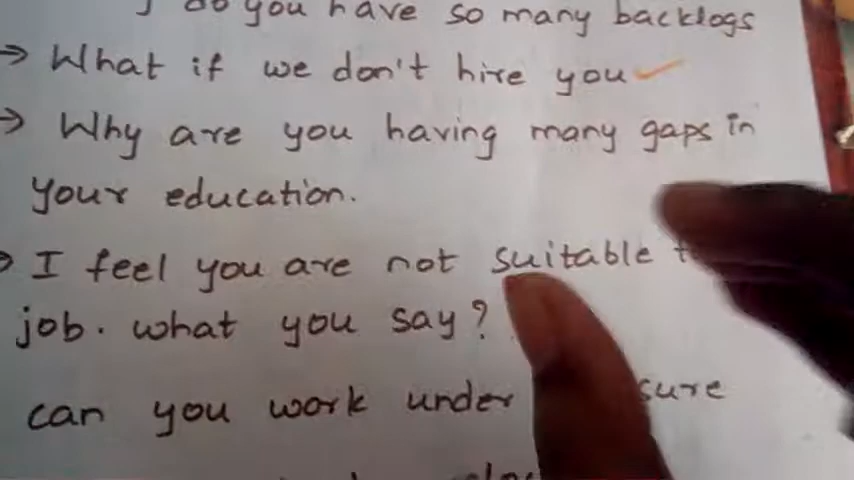 do you have so many backlogs
→ What if we don't hire you
→ Why are you having many gaps in
your education.
I feel you are not suitable
job. what you say?
can you work under